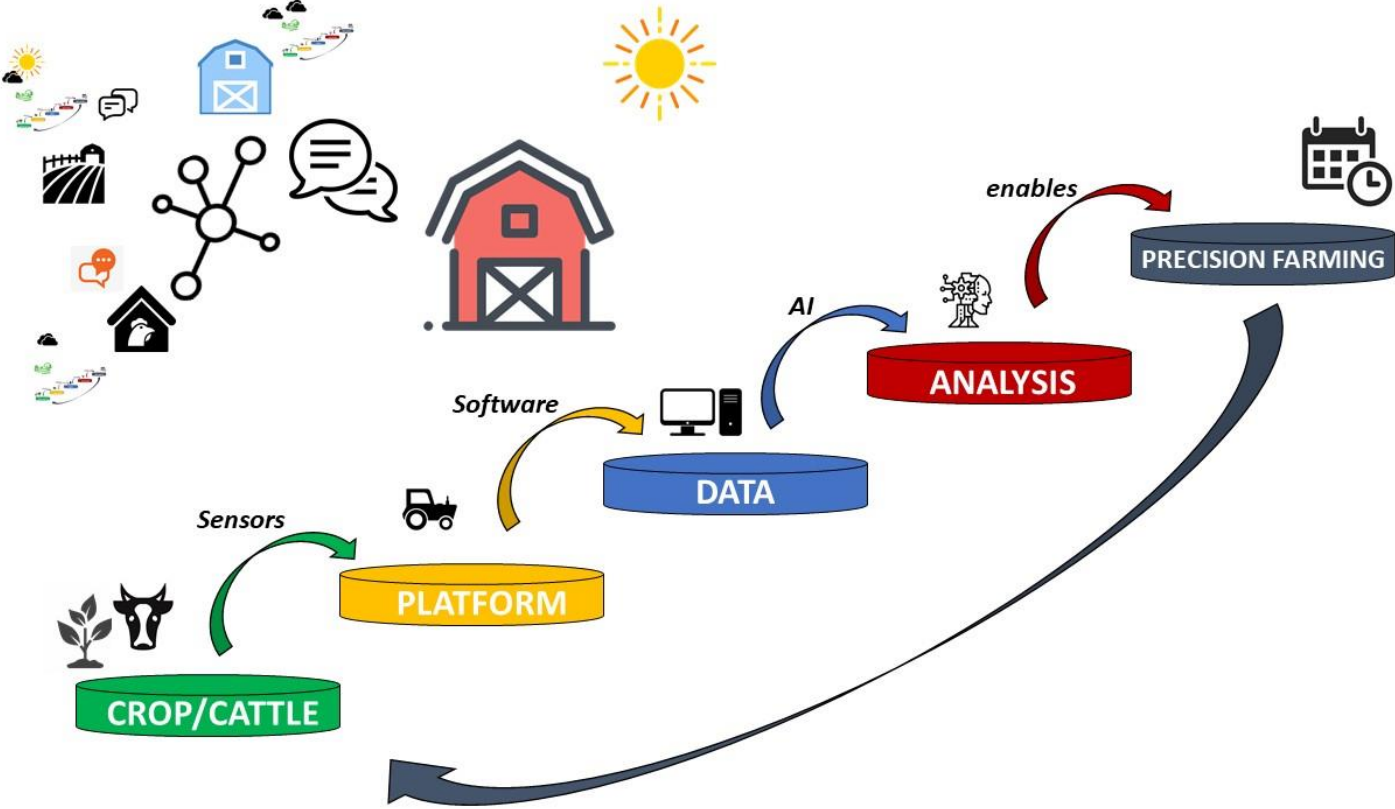 enables
PRECISION FARMING
AI
ANALYSIS
Software
DATA
Sensors
PLATFORM
CROP/CATTLE